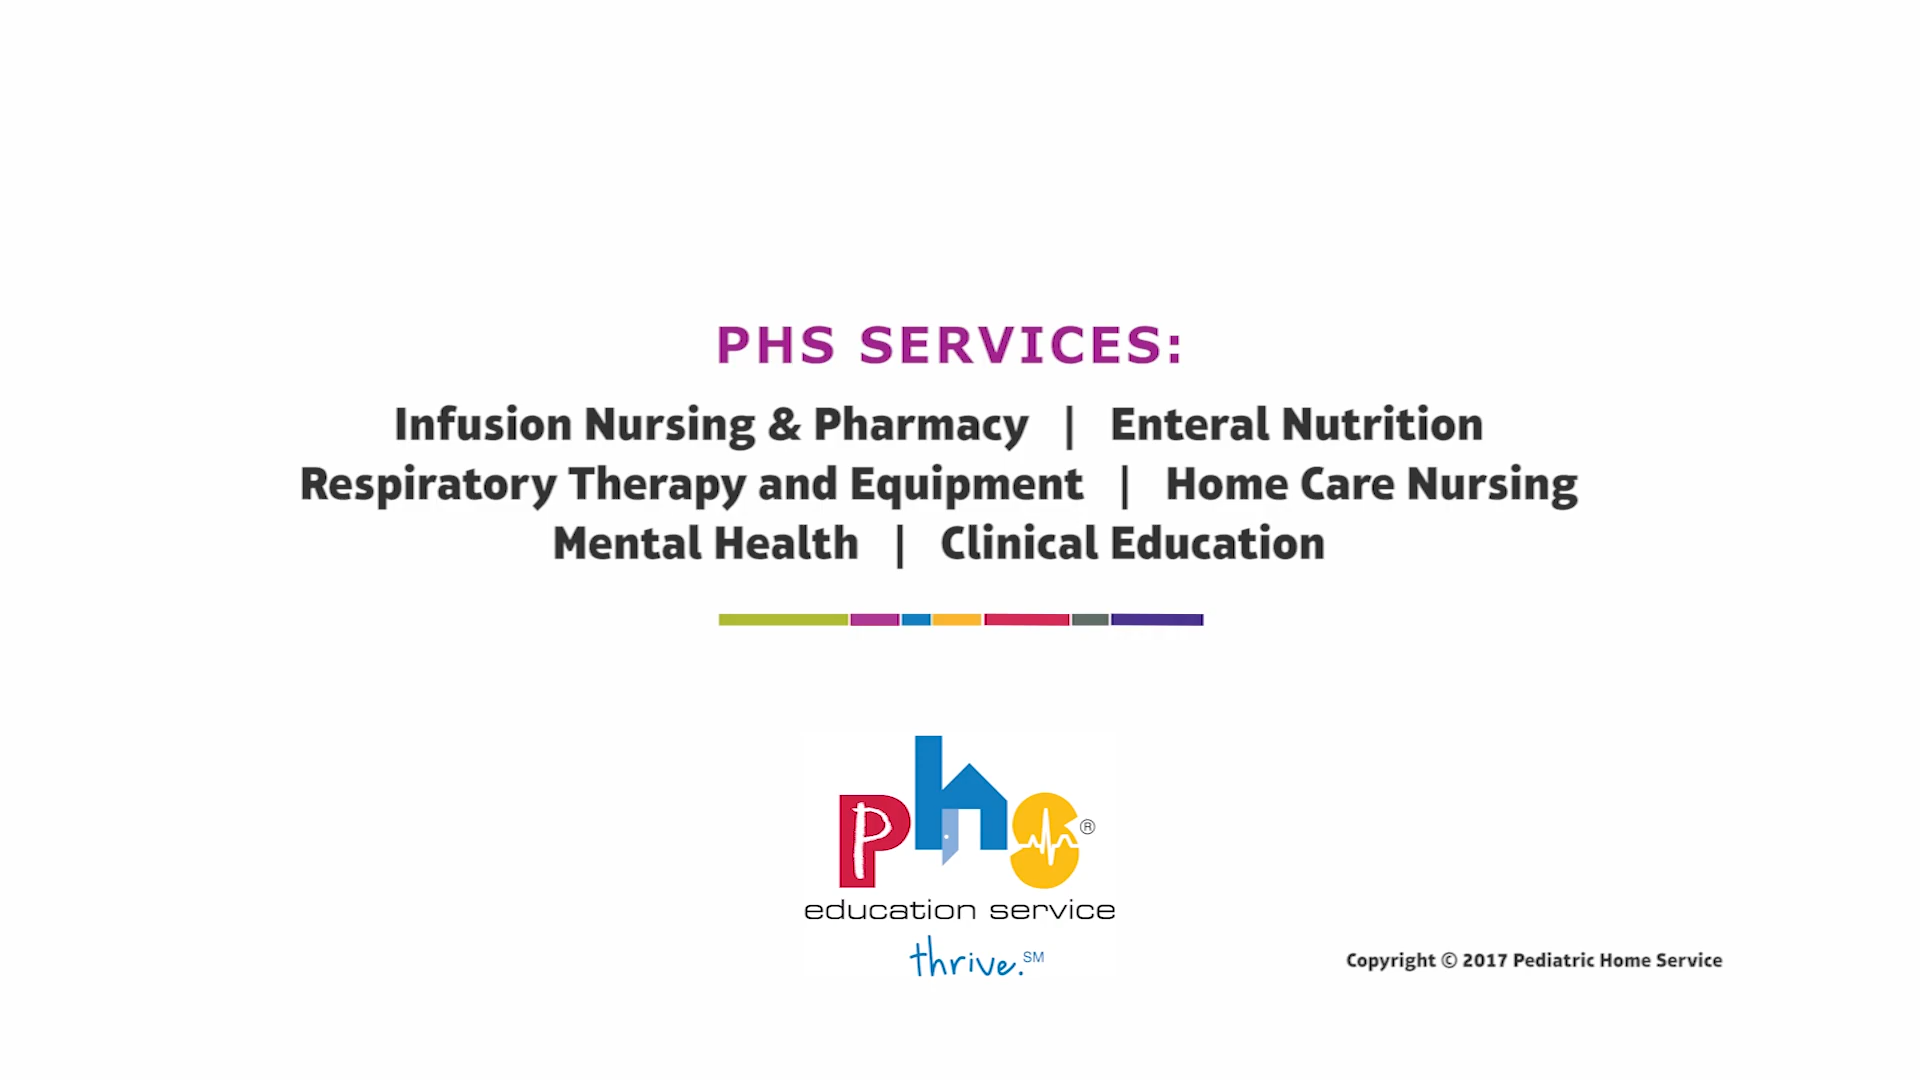 PHS SERVICES:
Infusion Nursing & Pharmacy | Enteral Nutrition
Respiratory Therapy and Equipment | Home Care Nursing
Mental Health | Clinical Education
phs®
education service
thrive.SM
Copyright © 2017 Pediatric Home Service